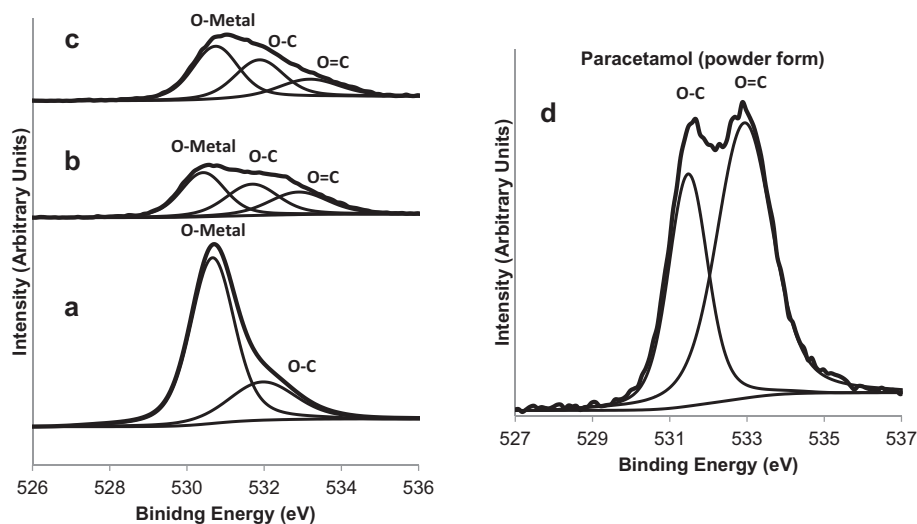 c
O-Metal
O-C
O=C
b
O-Metal
O-C
O=C
a
O-Metal
O-C
Intensity (Arbitrary Units)
526 528 530 532 534 536
Binidng Energy (eV)
Paracetamol (powder form)
d
O-C
O=C
Intensity (Arbitrary Units)
527 529 531 533 535 537
Binding Energy (eV)